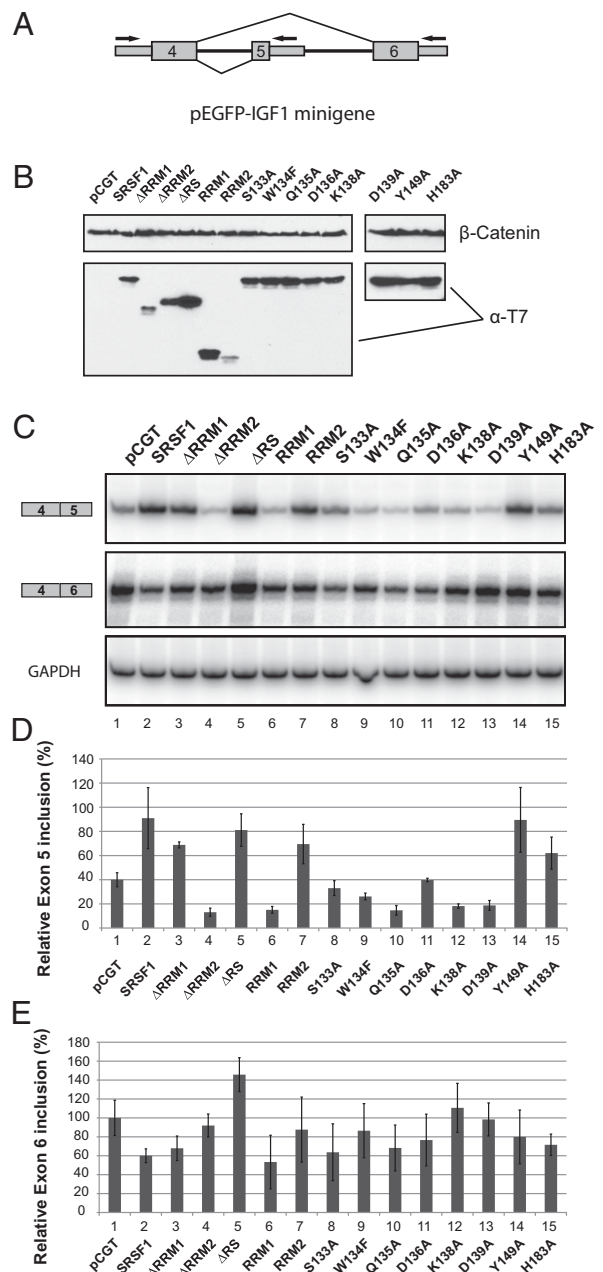 A
4
5
6
pEGFP-IGF1 minigene
B
pCGT SRSF1 ΔRRM1 ΔRRM2 ΔRS RRM1 RRM2 S133A W134F Q135A D136A K138A D139A Y149A H183A
β-Catenin
α-T7
C
pCGT SRSF1 ΔRRM1 ΔRRM2 ΔRS RRM1 RRM2 S133A W134F Q135A D136A K138A D139A Y149A H183A
4 5
4 6
GAPDH
1 2 3 4 5 6 7 8 9 10 11 12 13 14 15
D
Relative Exon 5 inclusion (%)
140
120
100
80
60
40
20
0
1 2 3 4 5 6 7 8 9 10 11 12 13 14 15
pCGT SRSF1 ΔRRM1 ΔRRM2 ΔRS RRM1 RRM2 S133A W134F Q135A D136A K138A D139A Y149A H183A
E
Relative Exon 6 inclusion (%)
180
160
140
120
100
80
60
40
20
0
1 2 3 4 5 6 7 8 9 10 11 12 13 14 15
pCGT SRSF1 ΔRRM1 ΔRRM2 ΔRS RRM1 RRM2 S133A W134F Q135A D136A K138A D139A Y149A H183A